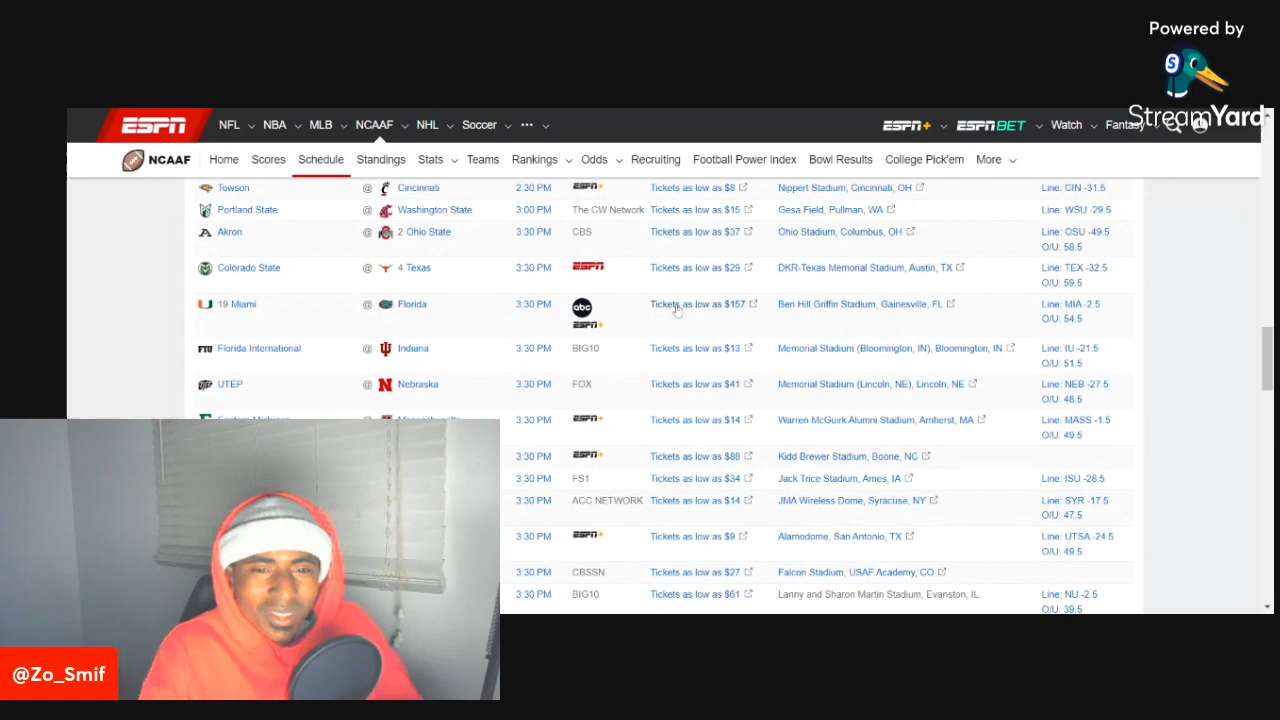 Powered by
S
StreamYard
ESPN NFL NBA MLB NCAAF NHL Soccer ••• ESPN+ ESPN BET Watch Fantasy
NCAAF Home Scores Schedule Standings Stats Teams Rankings Odds Recruiting Football Power Index Bowl Results College Pick'em More
Towson @ Cincinnati 2:30 PM ESPN+ Tickets as low as $8 Nippert Stadium, Cincinnati, OH Line: CIN -31.5
Portland State @ Washington State 3:00 PM The CW Network Tickets as low as $15 Gesa Field, Pullman, WA Line: WSU -29.5
Akron @ 2 Ohio State 3:30 PM CBS Tickets as low as $37 Ohio Stadium, Columbus, OH Line: OSU -49.5
O/U: 58.5
Colorado State @ 4 Texas 3:30 PM ESPN Tickets as low as $29 DKR-Texas Memorial Stadium, Austin, TX Line: TEX -32.5
O/U: 59.5
19 Miami @ Florida 3:30 PM abc Tickets as low as $157 Ben Hill Griffin Stadium, Gainesville, FL Line: MIA -2.5
ESPN+ O/U: 54.5
FIU Florida International @ Indiana 3:30 PM BIG10 Tickets as low as $13 Memorial Stadium (Bloomington, IN), Bloomington, IN Line: IU -21.5
O/U: 51.5
UTEP UTEP @ N Nebraska 3:30 PM FOX Tickets as low as $41 Memorial Stadium (Lincoln, NE), Lincoln, NE Line: NEB -27.5
O/U: 48.5
3:30 PM ESPN+ Tickets as low as $14 Warren McGuirk Alumni Stadium, Amherst, MA Line: MASS -1.5
O/U: 49.5
3:30 PM ESPN+ Tickets as low as $88 Kidd Brewer Stadium, Boone, NC
3:30 PM FS1 Tickets as low as $34 Jack Trice Stadium, Ames, IA Line: ISU -28.5
3:30 PM ACC NETWORK Tickets as low as $14 JMA Wireless Dome, Syracuse, NY Line: SYR -17.5
O/U: 47.5
3:30 PM ESPN+ Tickets as low as $9 Alamodome, San Antonio, TX Line: UTSA -24.5
O/U: 49.5
3:30 PM CBSSN Tickets as low as $27 Falcon Stadium, USAF Academy, CO
3:30 PM BIG10 Tickets as low as $61 Lanny and Sharon Martin Stadium, Evanston, IL Line: NU -2.5
O/U: 39.5
@Zo_Smif